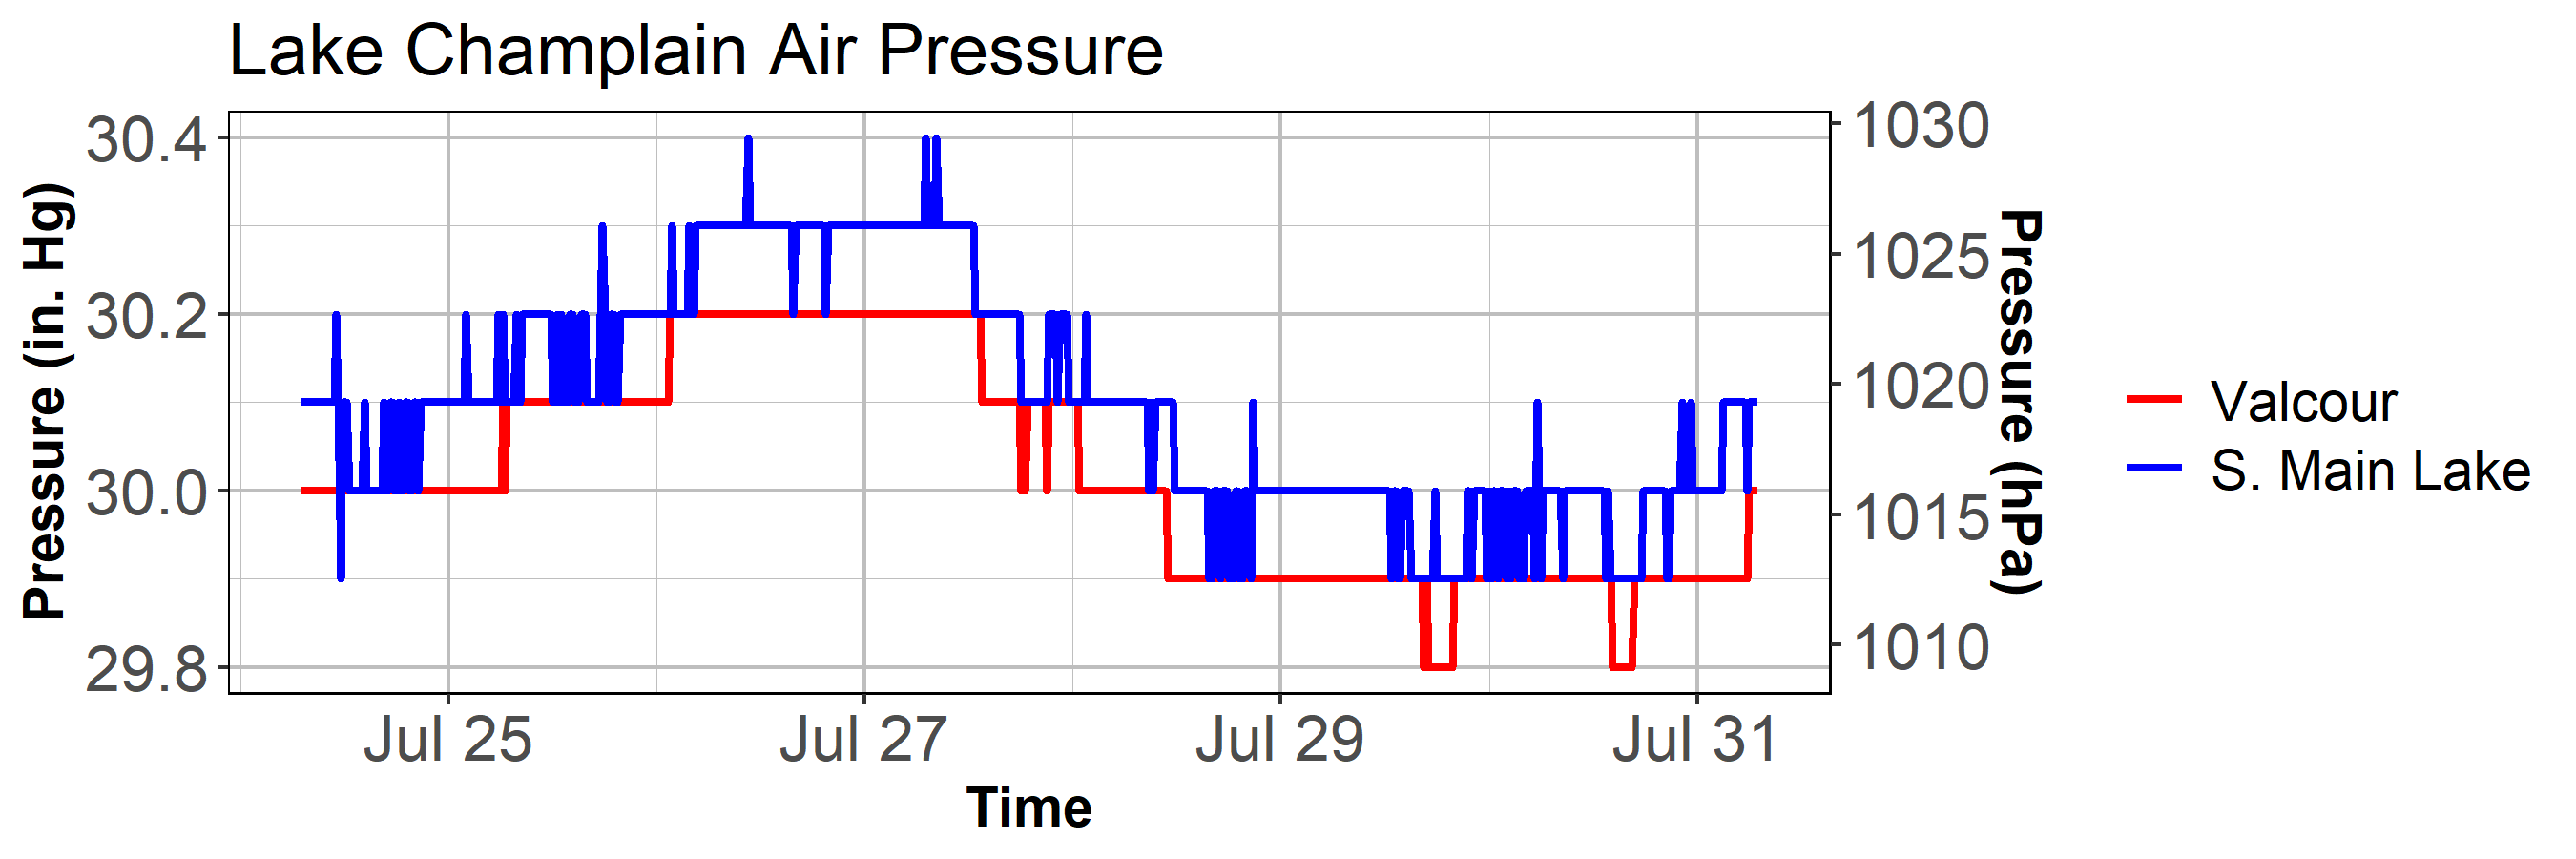 Lake Champlain Air Pressure
Pressure (in. Hg)
30.4
30.2
30.0
29.8
1030
1025
1020
1015
1010
Pressure (hPa)
Jul 25
Jul 27
Jul 29
Jul 31
Time
Valcour
S. Main Lake